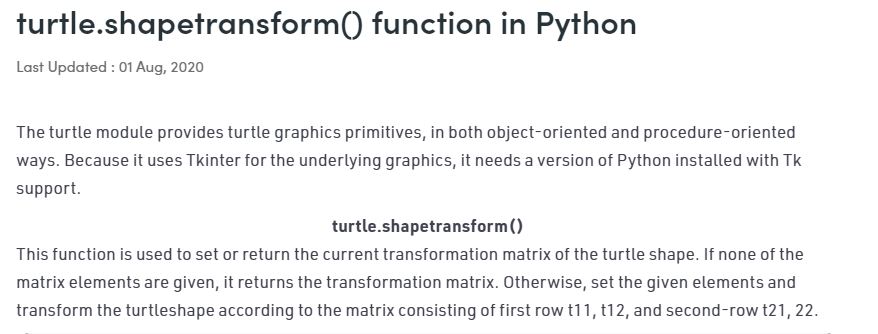 turtle.shapetransform() function in Python
Last Updated : 01 Aug, 2020
The turtle module provides turtle graphics primitives, in both object-oriented and procedure-oriented
ways. Because it uses Tkinter for the underlying graphics, it needs a version of Python installed with Tk
support.
turtle.shapetransform()
This function is used to set or return the current transformation matrix of the turtle shape. If none of the
matrix elements are given, it returns the transformation matrix. Otherwise, set the given elements and
transform the turtleshape according to the matrix consisting of first row t11, t12, and second-row t21, 22.